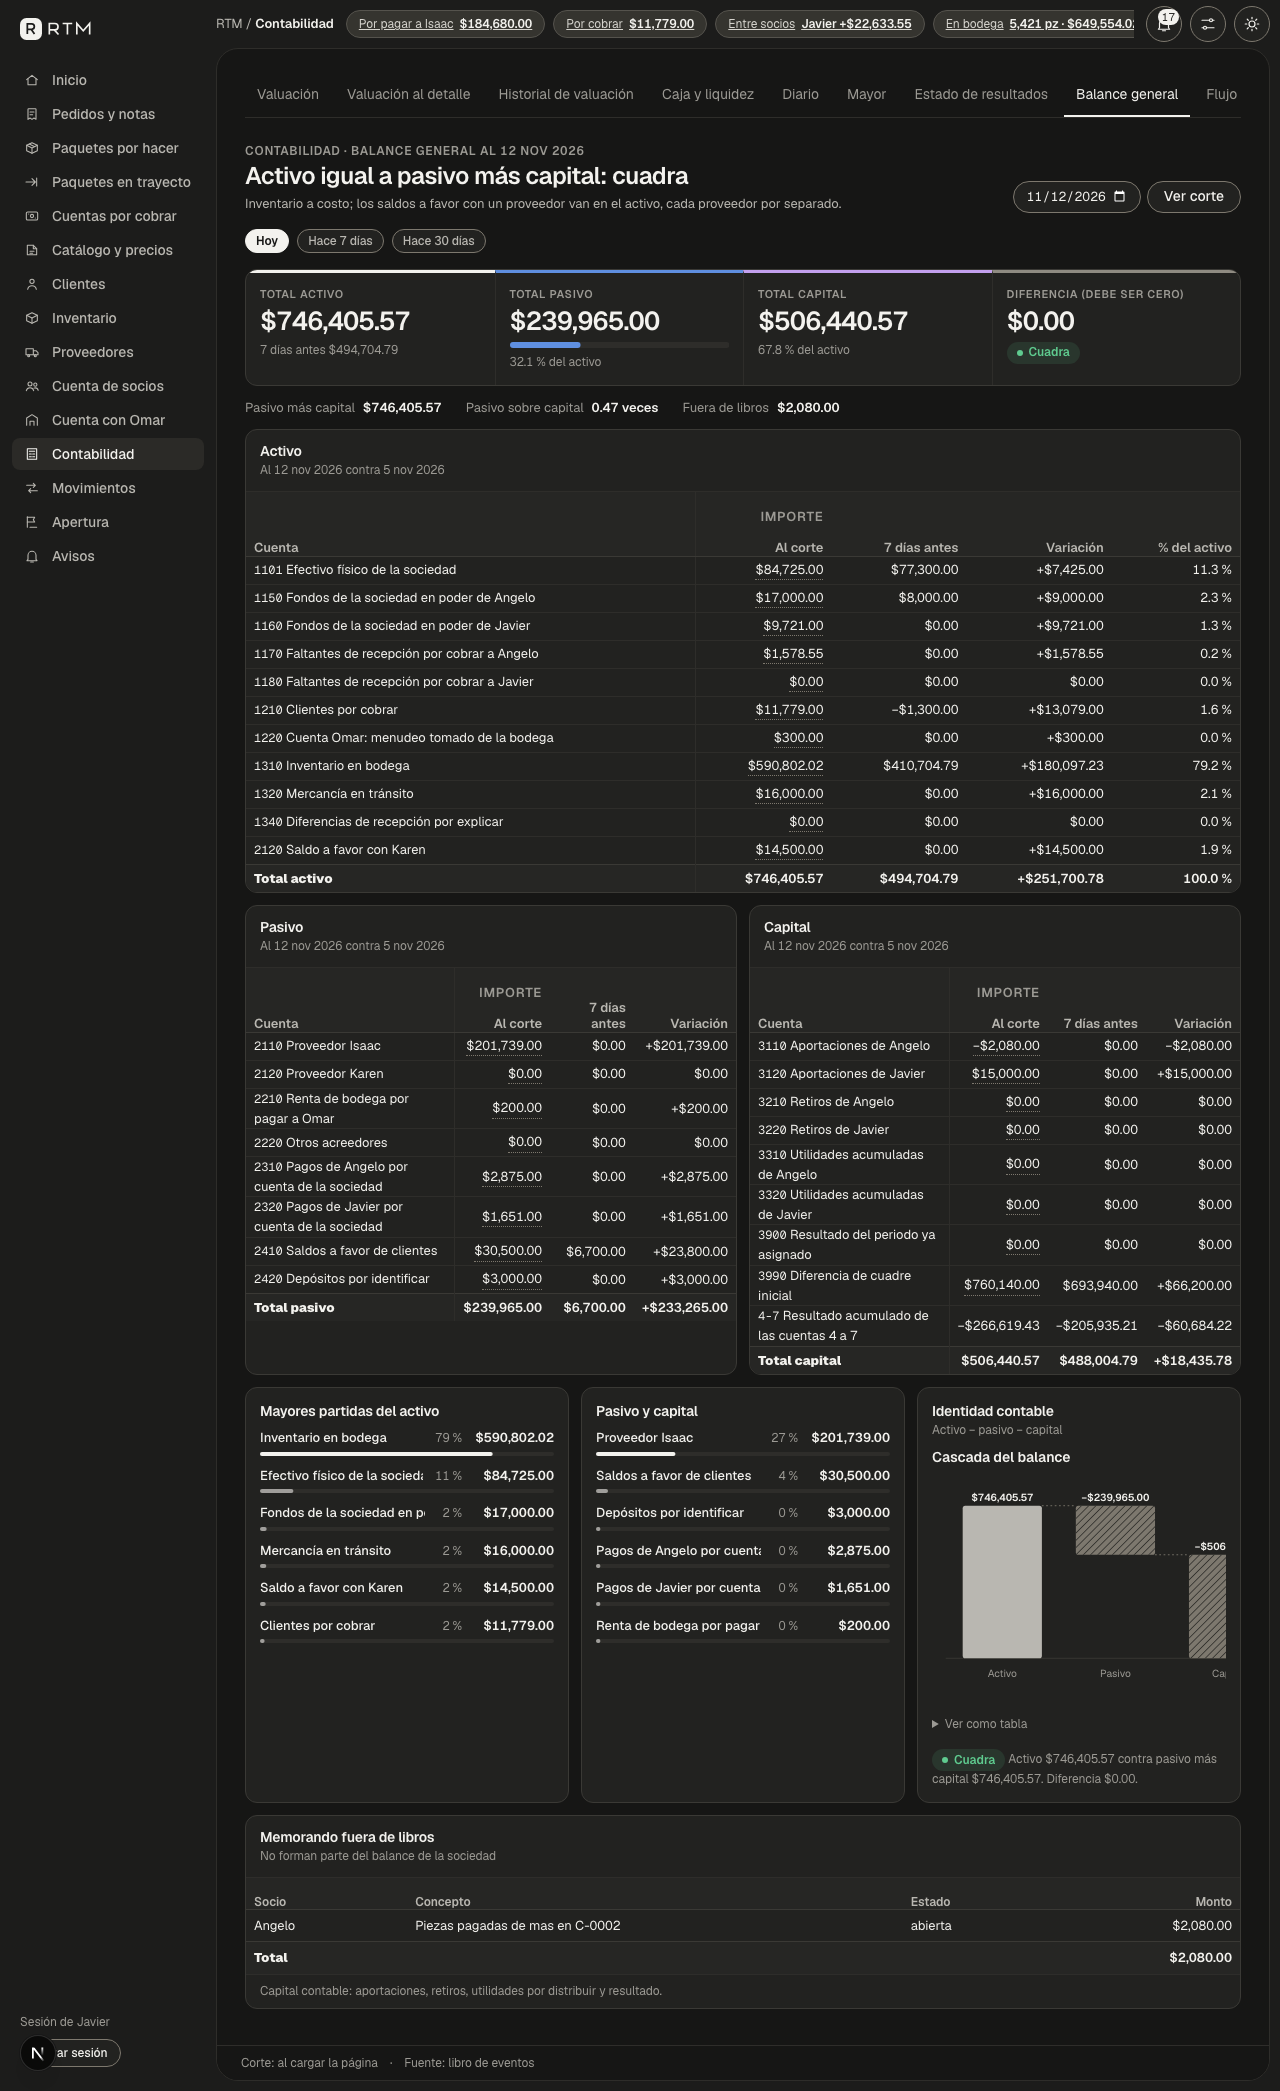 R RTM
RTM / Contabilidad
Por pagar a Isaac $184,680.00
Por cobrar $11,779.00
Entre socios Javier +$22,633.55
En bodega 5,421 pz · $649,554.0
17
Inicio
Pedidos y notas
Paquetes por hacer
Paquetes en trayecto
Cuentas por cobrar
Catálogo y precios
Clientes
Inventario
Proveedores
Cuenta de socios
Cuenta con Omar
Contabilidad
Movimientos
Apertura
Avisos
Valuación Valuación al detalle Historial de valuación Caja y liquidez Diario Mayor Estado de resultados Balance general Flujo
CONTABILIDAD · BALANCE GENERAL AL 12 NOV 2026
Activo igual a pasivo más capital: cuadra
Inventario a costo; los saldos a favor con un proveedor van en el activo, cada proveedor por separado.
11/12/2026 Ver corte
Hoy Hace 7 días Hace 30 días
TOTAL ACTIVO
$746,405.57
7 días antes $494,704.79
TOTAL PASIVO
$239,965.00
32.1 % del activo
TOTAL CAPITAL
$506,440.57
67.8 % del activo
DIFERENCIA (DEBE SER CERO)
$0.00
Cuadra
Pasivo más capital $746,405.57 Pasivo sobre capital 0.47 veces Fuera de libros $2,080.00
Activo
Al 12 nov 2026 contra 5 nov 2026
IMPORTE
Cuenta Al corte 7 días antes Variación % del activo
1101 Efectivo físico de la sociedad $84,725.00 $77,300.00 +$7,425.00 11.3 %
1150 Fondos de la sociedad en poder de Angelo $17,000.00 $8,000.00 +$9,000.00 2.3 %
1160 Fondos de la sociedad en poder de Javier $9,721.00 $0.00 +$9,721.00 1.3 %
1170 Faltantes de recepción por cobrar a Angelo $1,578.55 $0.00 +$1,578.55 0.2 %
1180 Faltantes de recepción por cobrar a Javier $0.00 $0.00 $0.00 0.0 %
1210 Clientes por cobrar $11,779.00 −$1,300.00 +$13,079.00 1.6 %
1220 Cuenta Omar: menudeo tomado de la bodega $300.00 $0.00 +$300.00 0.0 %
1310 Inventario en bodega $590,802.02 $410,704.79 +$180,097.23 79.2 %
1320 Mercancía en tránsito $16,000.00 $0.00 +$16,000.00 2.1 %
1340 Diferencias de recepción por explicar $0.00 $0.00 $0.00 0.0 %
2120 Saldo a favor con Karen $14,500.00 $0.00 +$14,500.00 1.9 %
Total activo $746,405.57 $494,704.79 +$251,700.78 100.0 %
Pasivo
Al 12 nov 2026 contra 5 nov 2026
IMPORTE
7 días
Cuenta Al corte antes Variación
2110 Proveedor Isaac $201,739.00 $0.00 +$201,739.00
2120 Proveedor Karen $0.00 $0.00 $0.00
2210 Renta de bodega por
pagar a Omar $200.00 $0.00 +$200.00
2220 Otros acreedores $0.00 $0.00 $0.00
2310 Pagos de Angelo por
cuenta de la sociedad $2,875.00 $0.00 +$2,875.00
2320 Pagos de Javier por
cuenta de la sociedad $1,651.00 $0.00 +$1,651.00
2410 Saldos a favor de clientes $30,500.00 $6,700.00 +$23,800.00
2420 Depósitos por identificar $3,000.00 $0.00 +$3,000.00
Total pasivo $239,965.00 $6,700.00 +$233,265.00
Capital
Al 12 nov 2026 contra 5 nov 2026
IMPORTE
Cuenta Al corte 7 días antes Variación
3110 Aportaciones de Angelo −$2,080.00 $0.00 −$2,080.00
3120 Aportaciones de Javier $15,000.00 $0.00 +$15,000.00
3210 Retiros de Angelo $0.00 $0.00 $0.00
3220 Retiros de Javier $0.00 $0.00 $0.00
3310 Utilidades acumuladas
de Angelo $0.00 $0.00 $0.00
3320 Utilidades acumuladas
de Javier $0.00 $0.00 $0.00
3900 Resultado del periodo ya
asignado $0.00 $0.00 $0.00
3990 Diferencia de cuadre
inicial $760,140.00 $693,940.00 +$66,200.00
4-7 Resultado acumulado de
las cuentas 4 a 7 −$266,619.43 −$205,935.21 −$60,684.22
Total capital $506,440.57 $488,004.79 +$18,435.78
Mayores partidas del activo
Inventario en bodega 79 % $590,802.02
Efectivo físico de la socieda 11 % $84,725.00
Fondos de la sociedad en p 2 % $17,000.00
Mercancía en tránsito 2 % $16,000.00
Saldo a favor con Karen 2 % $14,500.00
Clientes por cobrar 2 % $11,779.00
Pasivo y capital
Proveedor Isaac 27 % $201,739.00
Saldos a favor de clientes 4 % $30,500.00
Depósitos por identificar 0 % $3,000.00
Pagos de Angelo por cuenta 0 % $2,875.00
Pagos de Javier por cuenta 0 % $1,651.00
Renta de bodega por pagar 0 % $200.00
Identidad contable
Activo − pasivo − capital
Cascada del balance
$746,405.57 −$239,965.00
−$506
Activo Pasivo Ca
▶ Ver como tabla
Cuadra Activo $746,405.57 contra pasivo más
capital $746,405.57. Diferencia $0.00.
Memorando fuera de libros
No forman parte del balance de la sociedad
Socio Concepto Estado Monto
Angelo Piezas pagadas de mas en C-0002 abierta $2,080.00
Total $2,080.00
Capital contable: aportaciones, retiros, utilidades por distribuir y resultado.
Sesión de Javier
N ar sesión
Corte: al cargar la página · Fuente: libro de eventos